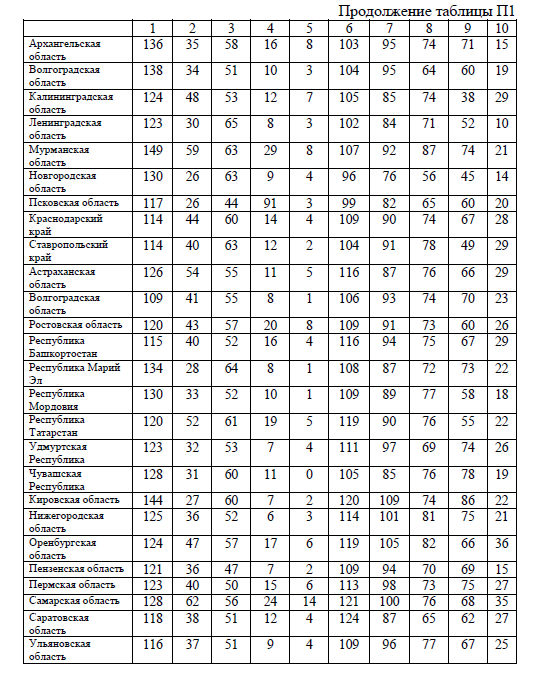 Продолжение таблицы П1
1 2 3 4 5 6 7 8 9 10
Архангельская область 136 35 58 16 8 103 95 74 71 15
Волгоградская область 138 34 51 10 3 104 95 64 60 19
Калининградская область 124 48 53 12 7 105 85 74 38 29
Ленинградская область 123 30 65 8 3 102 84 71 52 10
Мурманская область 149 59 63 29 8 107 92 87 74 21
Новгородская область 130 26 63 9 4 96 76 56 45 14
Псковская область 117 26 44 91 3 99 82 65 60 20
Краснодарский край 114 44 60 14 4 109 90 74 67 28
Ставропольский край 114 40 63 12 2 104 91 78 49 29
Астраханская область 126 54 55 11 5 116 87 76 66 29
Волгоградская область 109 41 55 8 1 106 93 74 70 23
Ростовская область 120 43 57 20 8 109 91 73 60 26
Республика Башкортостан 115 40 52 16 4 116 94 75 67 29
Республика Марий Эл 134 28 64 8 1 108 87 72 73 22
Республика Мордовия 130 33 52 10 1 109 89 77 58 18
Республика Татарстан 120 52 61 19 5 119 90 76 55 22
Удмуртская Республика 123 32 53 7 4 111 97 69 74 26
Чувашская Республика 128 31 60 11 0 105 85 76 78 19
Кировская область 144 27 60 7 2 120 109 74 86 22
Нижегородская область 125 36 52 6 3 114 101 81 75 21
Оренбургская область 124 47 57 17 6 119 105 82 66 36
Пензенская область 121 36 47 7 2 109 94 70 69 15
Пермская область 123 40 50 15 6 113 98 73 75 27
Самарская область 128 62 56 24 14 121 100 76 68 35
Саратовская область 118 38 51 12 4 124 87 65 62 27
Ульяновская область 116 37 51 9 4 109 96 77 67 25